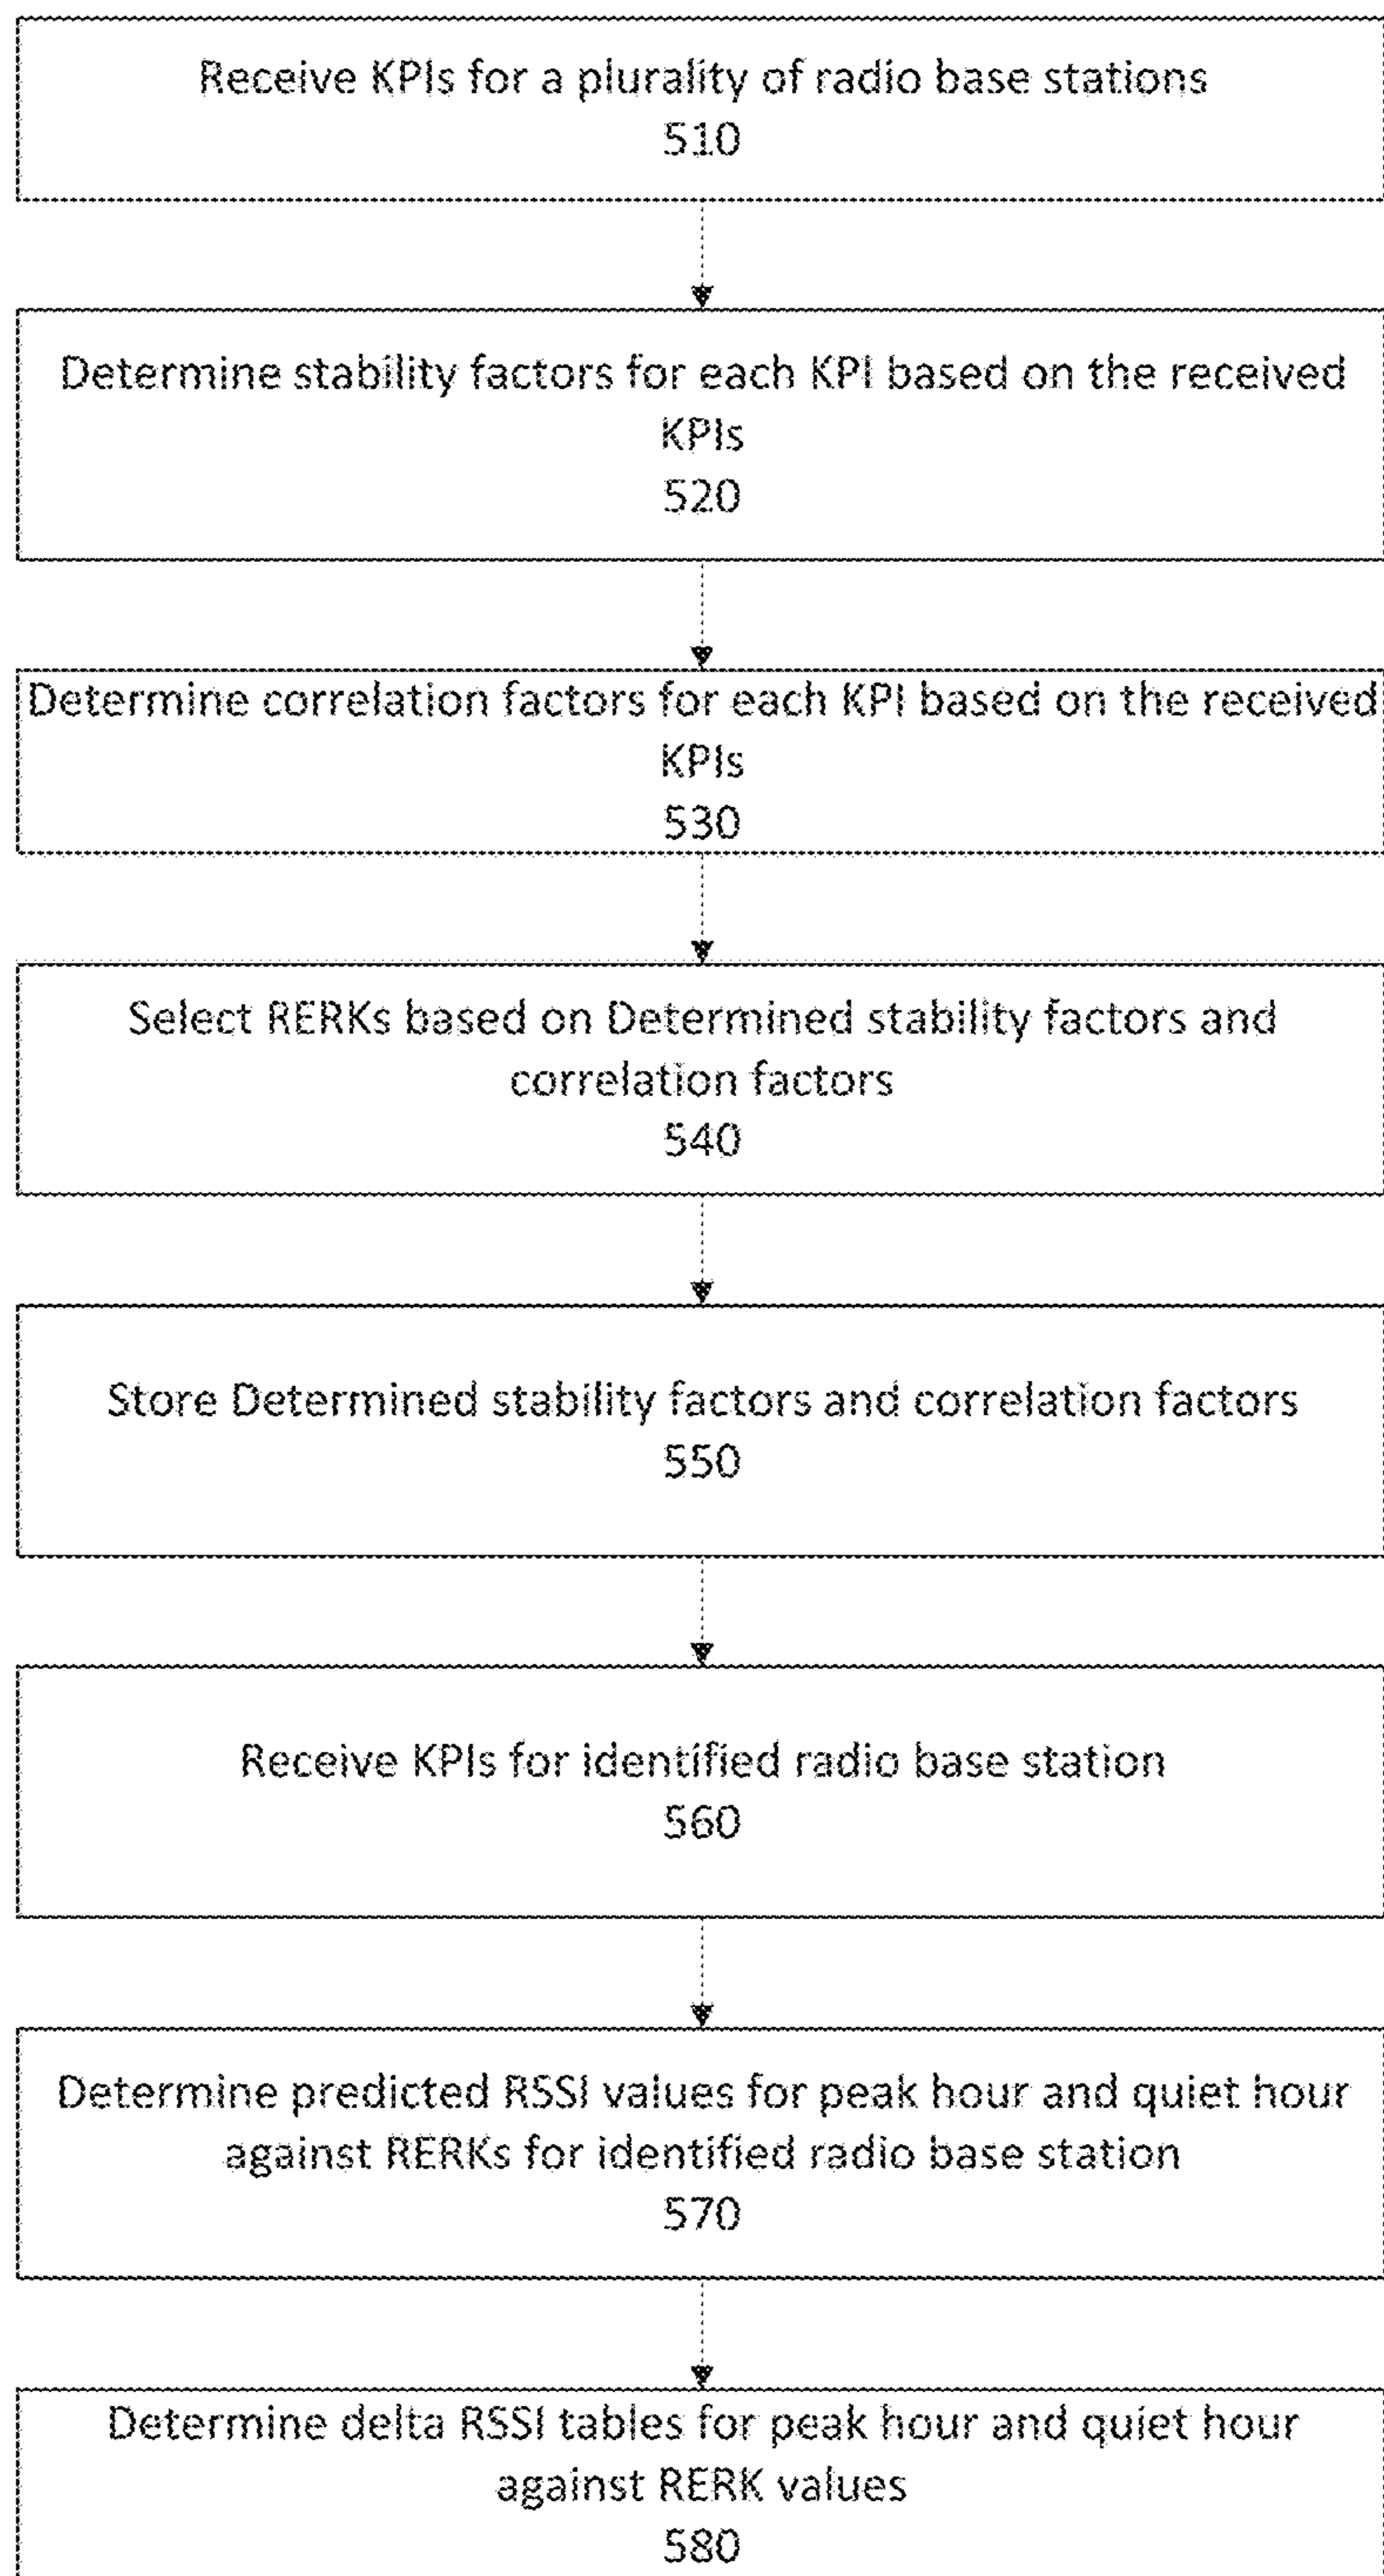 Receive KPIs for a plurality of radio base stations
510
Determine stability factors for each KPI based on the received
KPIs
520
Determine correlation factors for each KPI based on the received
KPIs
530
Select RERKs based on Determined stability factors and
correlation factors
540
Store Determined stability factors and correlation factors
550
Receive KPIs for identified radio base station
560
Determine predicted RSSI values for peak hour and quiet hour
against RERKs for identified radio base station
570
Determine delta RSSI tables for peak hour and quiet hour
against RERK values
580